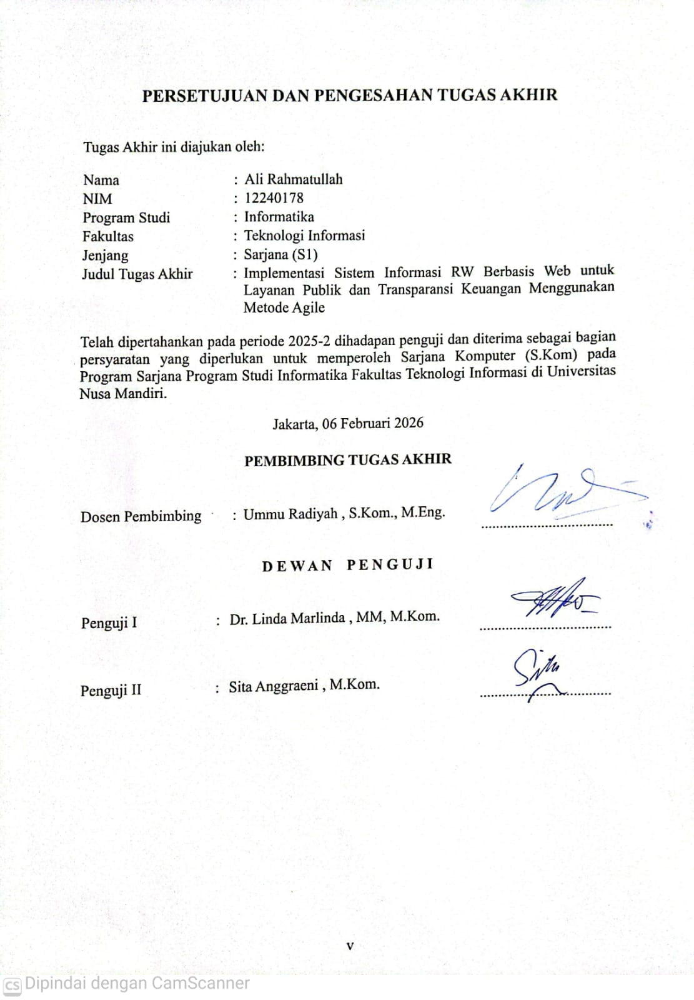 PERSETUJUAN DAN PENGESAHAN TUGAS AKHIR
Tugas Akhir ini diajukan oleh:
Nama : Ali Rahmatullah
NIM : 12240178
Program Studi : Informatika
Fakultas : Teknologi Informasi
Jenjang : Sarjana (S1)
Judul Tugas Akhir : Implementasi Sistem Informasi RW Berbasis Web untuk
Layanan Publik dan Transparansi Keuangan Menggunakan
Metode Agile
Telah dipertahankan pada periode 2025-2 dihadapan penguji dan diterima sebagai bagian
persyaratan yang diperlukan untuk memperoleh Sarjana Komputer (S.Kom) pada
Program Sarjana Program Studi Informatika Fakultas Teknologi Informasi di Universitas
Nusa Mandiri.
Jakarta, 06 Februari 2026
PEMBIMBING TUGAS AKHIR
Dosen Pembimbing : Ummu Radiyah , S.Kom., M.Eng.
DEWAN PENGUJI
Penguji I : Dr. Linda Marlinda , MM, M.Kom.
Penguji II : Sita Anggraeni , M.Kom.
v
CS Dipindai dengan CamScanner